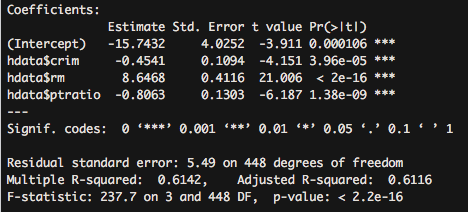 Coefficients:
Estimate Std. Error t value Pr(>|t|)
(Intercept) -15.7432 4.0252 -3.911 0.000106 ***
hdata$crim -0.4541 0.1094 -4.151 3.96e-05 ***
hdata$rm 8.6468 0.4116 21.006 < 2e-16 ***
hdata$ptratio -0.8063 0.1303 -6.187 1.38e-09 ***
---
Signif. codes: 0 ‘***’ 0.001 ‘**’ 0.01 ‘*’ 0.05 ‘.’ 0.1 ‘ ’ 1
Residual standard error: 5.49 on 448 degrees of freedom
Multiple R-squared: 0.6142, Adjusted R-squared: 0.6116
F-statistic: 237.7 on 3 and 448 DF, p-value: < 2.2e-16